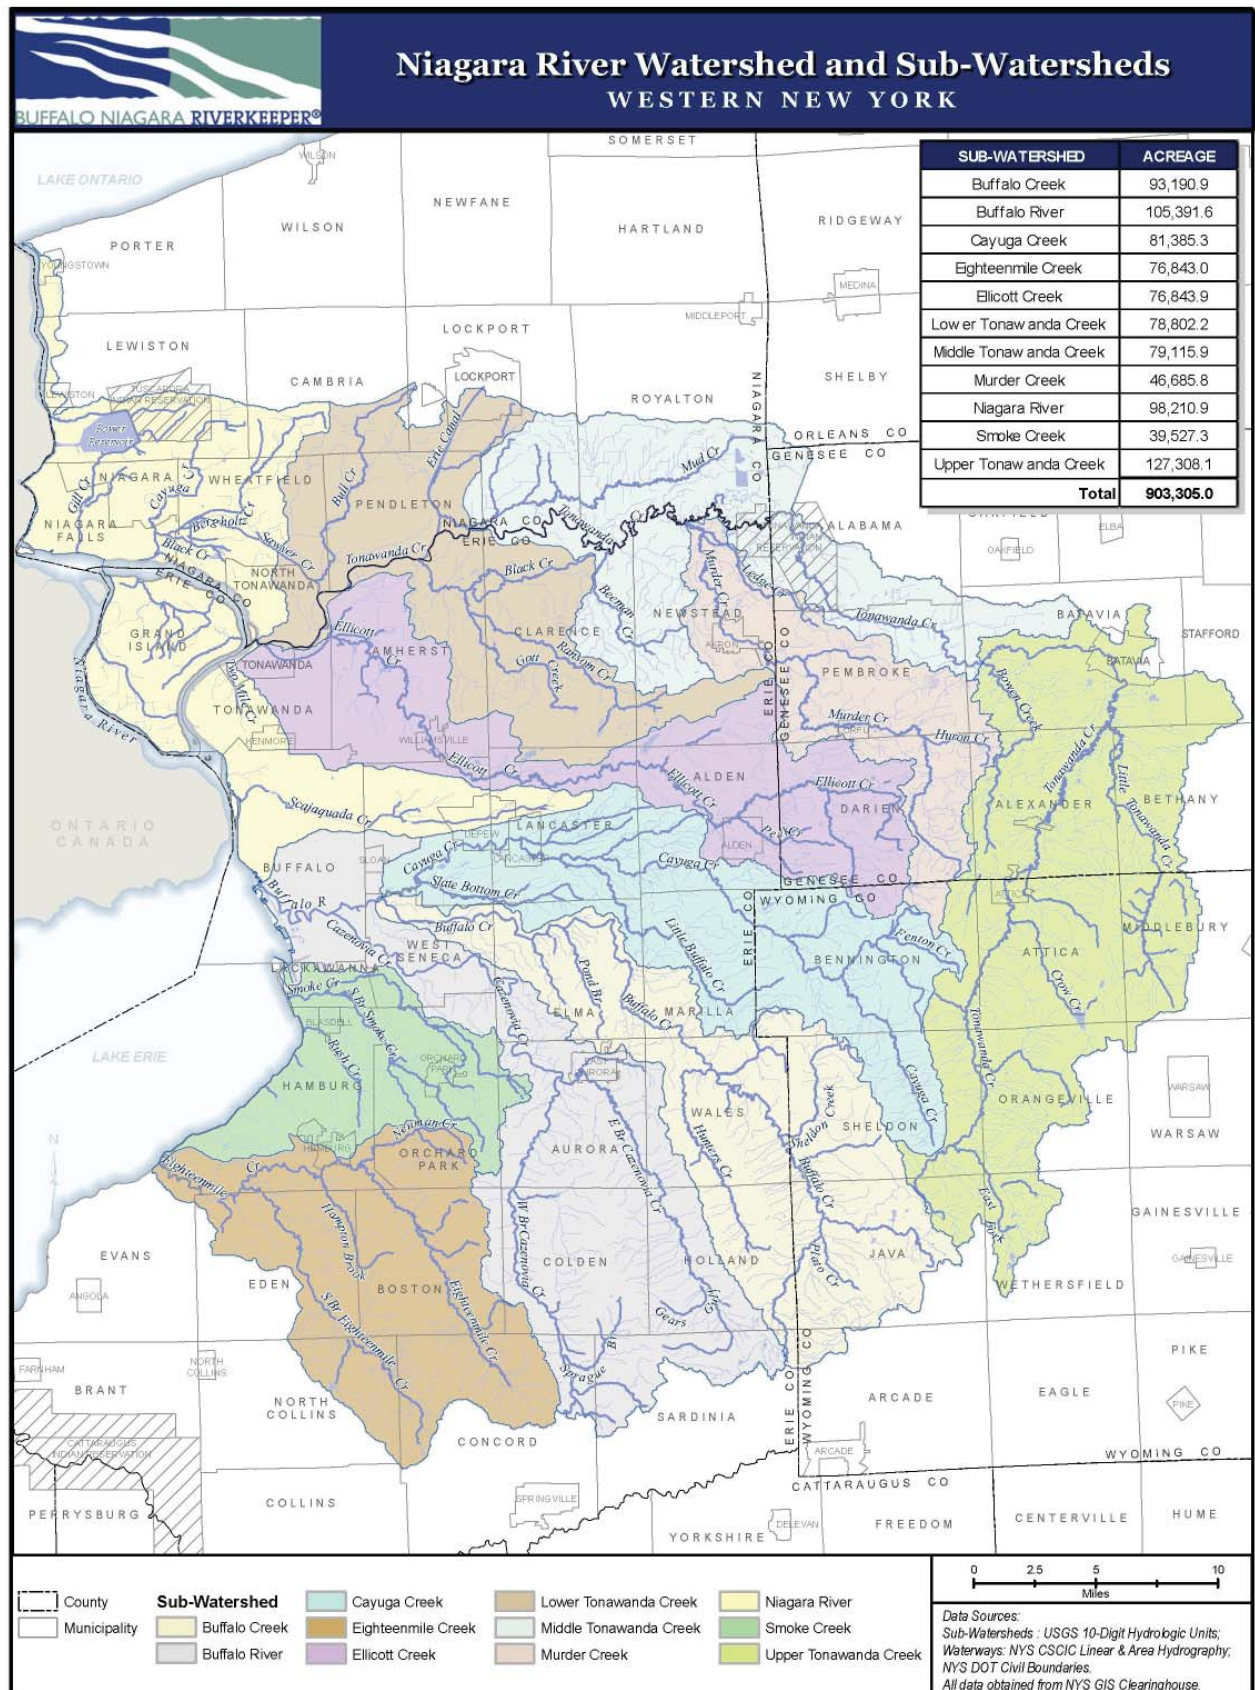 BUFFALO NIAGARA RIVERKEEPER®
Niagara River Watershed and Sub-Watersheds
WESTERN NEW YORK
SUB-WATERSHED ACREAGE
Buffalo Creek 93,190.9
Buffalo River 105,391.6
Cayuga Creek 81,385.3
Eighteenmile Creek 76,843.0
Ellicott Creek 76,843.9
Lower Tonawanda Creek 78,802.2
Middle Tonawanda Creek 79,115.9
Murder Creek 46,685.8
Niagara River 98,210.9
Smoke Creek 39,527.3
Upper Tonawanda Creek 127,308.1
Total 903,305.0
SOMERSET
WILSON
LAKE ONTARIO
NEWFANE
WILSON
HARTLAND
RIDGEWAY
PORTER
YOUNGSTOWN
MEDINA
MIDDLEPORT
LOCKPORT
LEWISTON
CAMBRIA
LOCKPORT
SHELBY
LEWISTON
TUSCARORA
INDIAN RESERVATION
ROYALTON
NIAGARA CO
ORLEANS CO
GENESEE CO
Power
Reservoir
Erie Canal
Mud Cr
NIAGARA
WHEATFIELD
Bull Cr
Gill Cr
Cayuga Cr
PENDLETON
NIAGARA
FALLS
Bergholtz Cr
NIAGARA CO
ERIE CO
Tonawanda Cr
TONAWANDA
INDIAN
RESERVATION
ALABAMA
OAKFIELD
ELBA
Black Cr
Sawyer Cr
Tonawanda Cr
Black Cr
Murder Cr
Ledge Cr
NIAGARA CO
ERIE CO
NORTH
TONAWANDA
Beeman Cr
NEWSTEAD
Tonawanda Cr
BATAVIA
STAFFORD
GRAND
ISLAND
Ellicott Cr
AMHERST
CLARENCE
Ransom Cr
Gott Creek
AKRON
ERIE CO
GENESEE CO
PEMBROKE
BATAVIA
TONAWANDA
Two Mile Cr
TONAWANDA
Bowen Creek
Niagara River
KENMORE
WILLIAMSVILLE
Murder Cr
CORFU
Huron Cr
Tonawanda Cr
Little Tonawanda Cr
Ellicott Cr
Ellicott Cr
ALDEN
Ellicott Cr
DARIEN
ALEXANDER
BETHANY
Scajaquada Cr
ONTARIO
CANADA
LANCASTER
DEPEW
LANCASTER
ALDEN
BUFFALO
SLOAN
Cayuga Cr
Cayuga Cr
GENESEE CO
WYOMING CO
Slate Bottom Cr
ATTICA
Buffalo R
Buffalo Cr
Cazenovia Cr
WEST
SENECA
Little Buffalo Cr
ERIE CO
Fenton Cr
BENNINGTON
ATTICA
MIDDLEBURY
LACKAWANNA
Smoke Cr
S Br Smoke Cr
Cazenovia Cr
Pond Br
Buffalo Cr
Crow Cr
BLASDELL
ELMA
MARILLA
LAKE ERIE
Rush Cr
ORCHARD
PARK
EAST
AURORA
Tonawanda Cr
HAMBURG
WALES
Sheldon Creek
SHELDON
Cayuga Cr
ORANGEVILLE
WARSAW
WARSAW
N
HAMBURG
Neuman Cr
ORCHARD
PARK
AURORA
E Br Cazenovia Cr
Hunters Cr
Buffalo Cr
Eighteenmile Cr
East Fork
GAINESVILLE
EVANS
W Br Cazenovia Cr
Hampton Brook
EDEN
BOSTON
COLDEN
HOLLAND
Plato Cr
JAVA
WETHERSFIELD
GAINESVILLE
ANGOLA
S Br Eighteenmile Cr
Eighteenmile Cr
Gears Glf
Sprague Br
FARNHAM
NORTH
COLLINS
BRANT
NORTH
COLLINS
ERIE CO
WYOMING CO
PIKE
ARCADE
EAGLE
PIKE
SARDINIA
CONCORD
CATTARAUGUS
INDIAN RESERVATION
ARCADE
WYOMING CO
CATTARAUGUS CO
PERRYSBURG
COLLINS
SPRINGVILLE
YORKSHIRE
DELEVAN
FREEDOM
CENTERVILLE
HUME
County
Municipality
Sub-Watershed
Buffalo Creek
Buffalo River
Cayuga Creek
Eighteenmile Creek
Ellicott Creek
Lower Tonawanda Creek
Middle Tonawanda Creek
Murder Creek
Niagara River
Smoke Creek
Upper Tonawanda Creek
0 2.5 5 10
Miles
Data Sources:
Sub-Watersheds : USGS 10-Digit Hydrologic Units;
Waterways: NYS CSCIC Linear & Area Hydrography;
NYS DOT Civil Boundaries.
All data obtained from NYS GIS Clearinghouse.